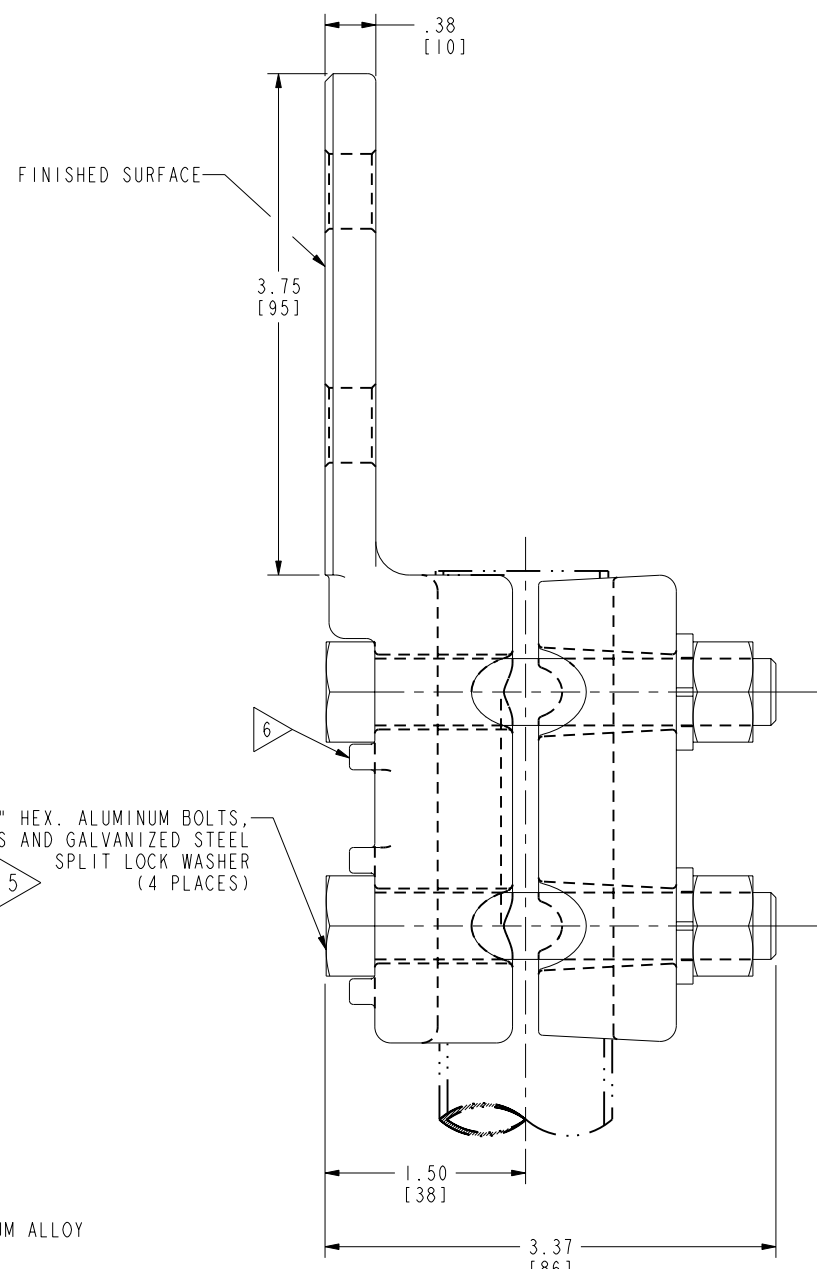 .38
[10]
FINISHED SURFACE
3.75
[95]
6
" HEX. ALUMINUM BOLTS,
S AND GALVANIZED STEEL
SPLIT LOCK WASHER
5
(4 PLACES)
1.50
[38]
UM ALLOY
3.37
[86]